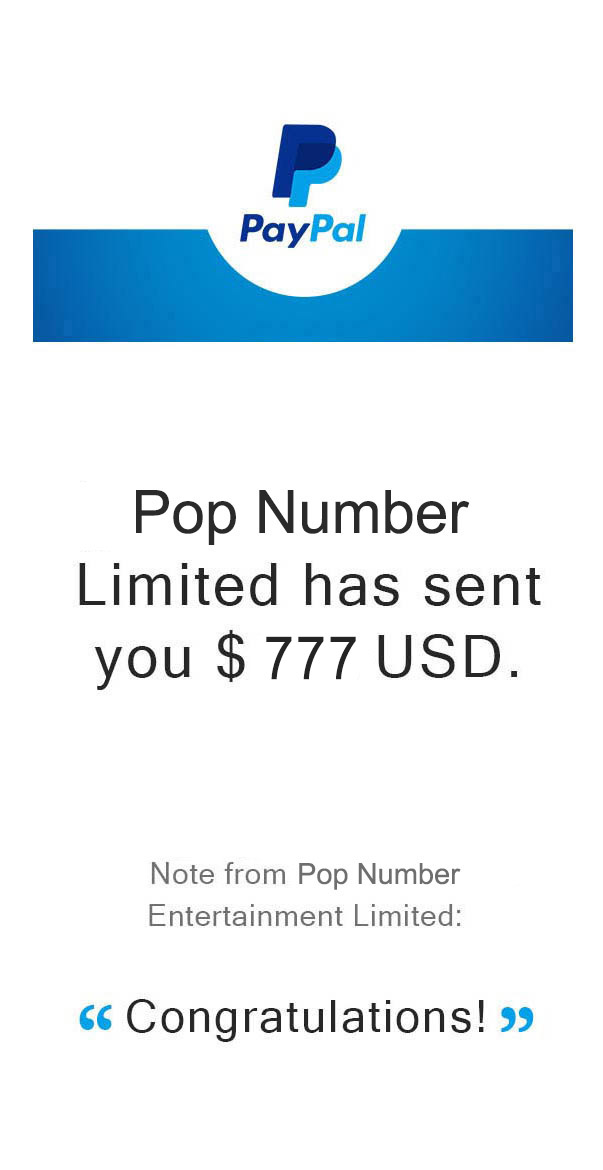 PayPal
Pop Number
Limited has sent
you $ 777 USD.
Note from Pop Number
Entertainment Limited:
“ Congratulations! ”